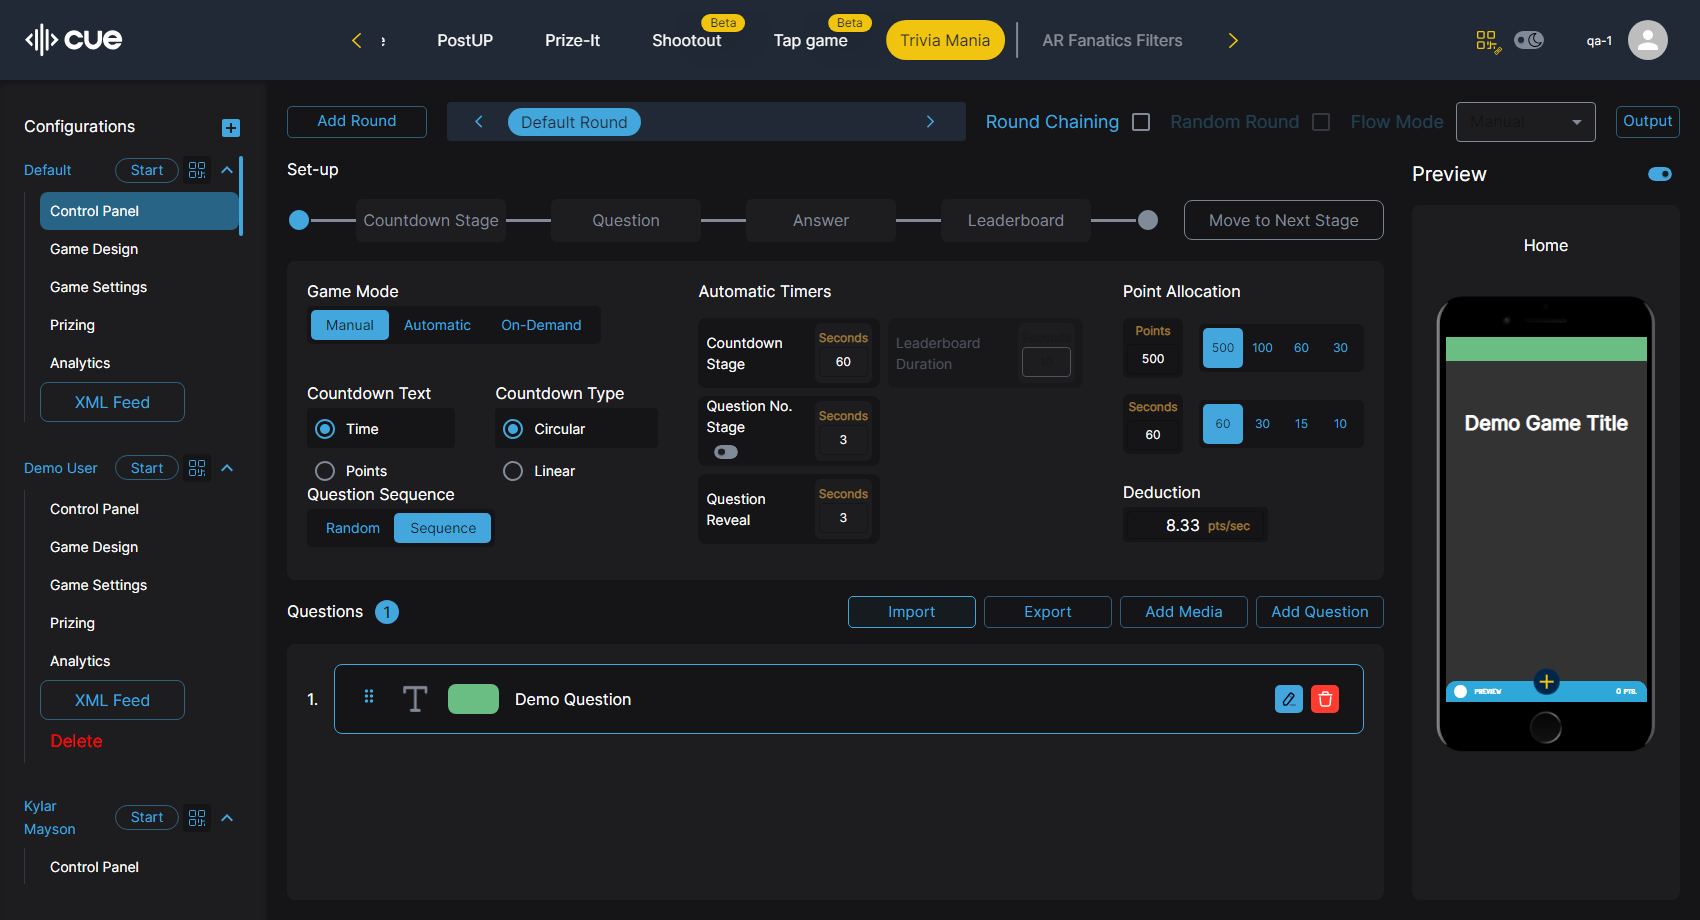 cue
PostUP
Prize-It
Beta
Shootout
Beta
Tap game
Trivia Mania
AR Fanatics Filters
qa-1
Configurations
Default
Start
Control Panel
Game Design
Game Settings
Prizing
Analytics
XML Feed
Demo User
Start
Control Panel
Game Design
Game Settings
Prizing
Analytics
XML Feed
Delete
Kylar
Mayson
Start
Control Panel
Add Round
Default Round
Round Chaining
Random Round
Flow Mode
Manual
Output
Set-up
Countdown Stage
Question
Answer
Leaderboard
Move to Next Stage
Game Mode
Manual
Automatic
On-Demand
Countdown Text
Time
Points
Countdown Type
Circular
Linear
Question Sequence
Random
Sequence
Automatic Timers
Countdown
Stage
Seconds
60
Leaderboard
Duration
Question No.
Stage
Seconds
3
Question
Reveal
Seconds
3
Point Allocation
Points
500
500
100
60
30
Seconds
60
60
30
15
10
Deduction
8.33 pts/sec
Questions 1
Import
Export
Add Media
Add Question
1.
T
Demo Question
Preview
Home
Demo Game Title
PREVIEW
0 PTS.